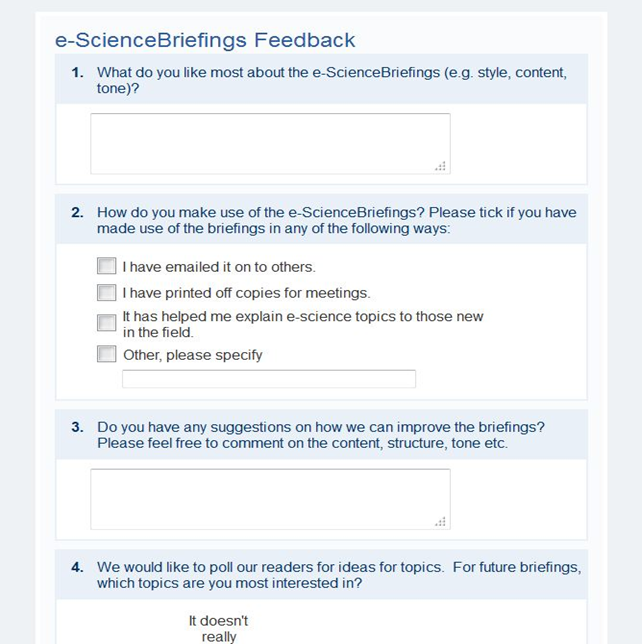 e-ScienceBriefings Feedback
1. What do you like most about the e-ScienceBriefings (e.g. style, content,
tone)?
2. How do you make use of the e-ScienceBriefings? Please tick if you have
made use of the briefings in any of the following ways:
I have emailed it on to others.
I have printed off copies for meetings.
It has helped me explain e-science topics to those new
in the field.
Other, please specify
3. Do you have any suggestions on how we can improve the briefings?
Please feel free to comment on the content, structure, tone etc.
4. We would like to poll our readers for ideas for topics.  For future briefings,
which topics are you most interested in?
It doesn't
really